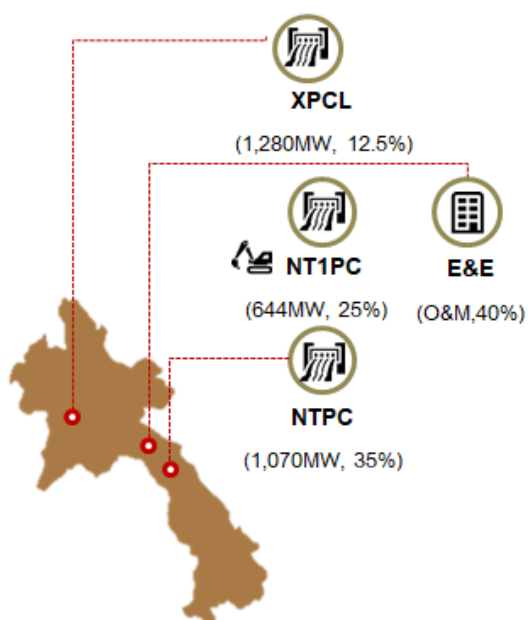 XPCL
(1,280MW, 12.5%)
NT1PC
E&E
(644MW, 25%)
(O&M,40%)
NTPC
(1,070MW, 35%)